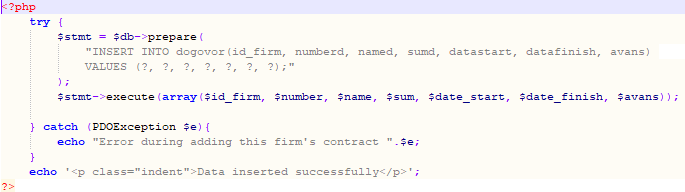 <?php
try {
$stmt = $db->prepare(
"INSERT INTO dogovor(id_firm, numberd, named, sumd, datastart, datafinish, avans)
VALUES (?, ?, ?, ?, ?, ?, ?);"
);
$stmt->execute(array($id_firm, $number, $name, $sum, $date_start, $date_finish, $avans));
} catch (PDOException $e){
echo "Error during adding this firm's contract ".$e;
}
echo '<p class="indent">Data inserted successfully</p>';
?>